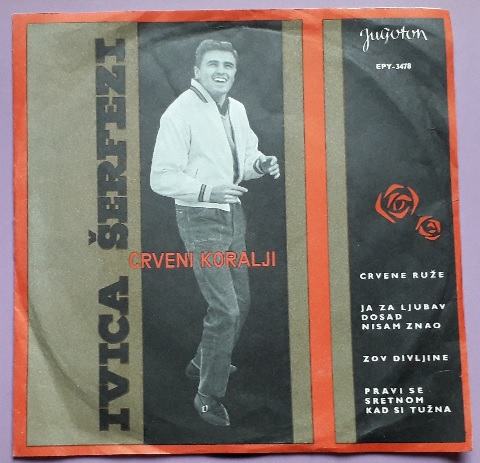 Jugoton
EPY-3478
IVICA ŠERFEZI
CRVENI KORALJI
CRVENE RUŽE
JA ZA LJUBAV
DOSAD
NISAM ZNAO
ZOV DIVLJINE
PRAVI SE
SRETNOM
KAD SI TUŽNA